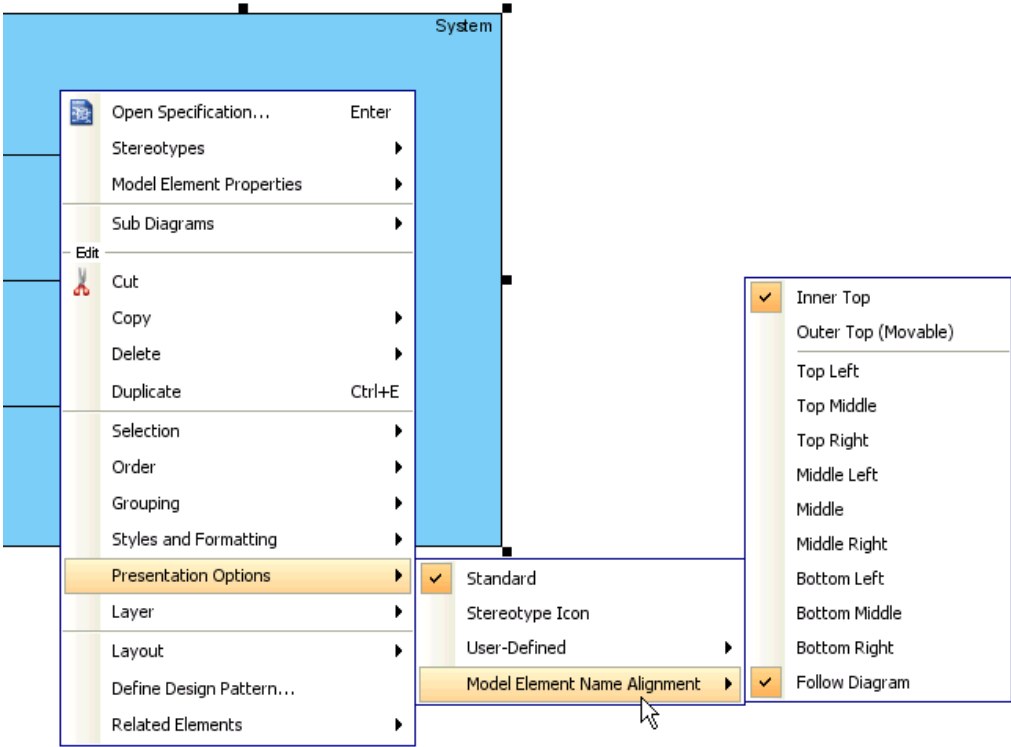 System
Open Specification... Enter
Stereotypes
Model Element Properties
Sub Diagrams
Edit
Cut
Copy
Delete
Duplicate Ctrl+E
Selection
Order
Grouping
Styles and Formatting
Presentation Options
Layer
Layout
Define Design Pattern...
Related Elements
Standard
Stereotype Icon
User-Defined
Model Element Name Alignment
Inner Top
Outer Top (Movable)
Top Left
Top Middle
Top Right
Middle Left
Middle
Middle Right
Bottom Left
Bottom Middle
Bottom Right
Follow Diagram